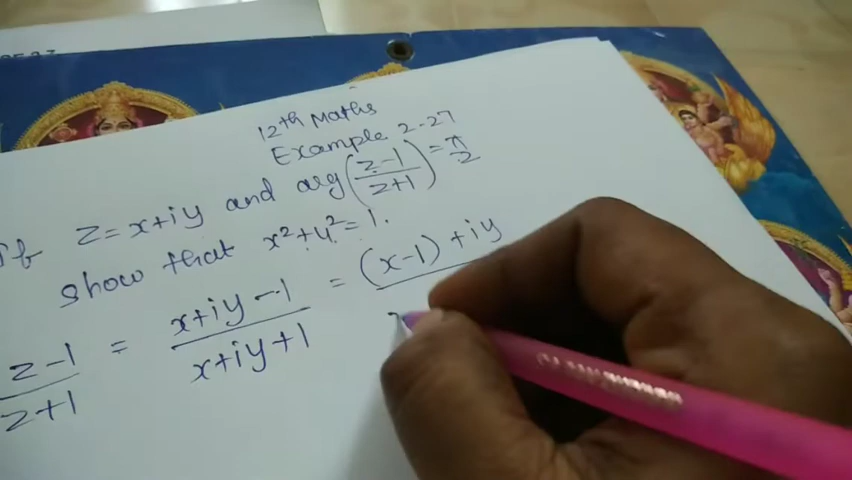 12th Maths
Example 2.27
If z = x+iy and arg(z-1/z+1) = π/2
show that x²+y²=1.
z-1/z+1 = x+iy-1/x+iy+1 = (x-1)+iy